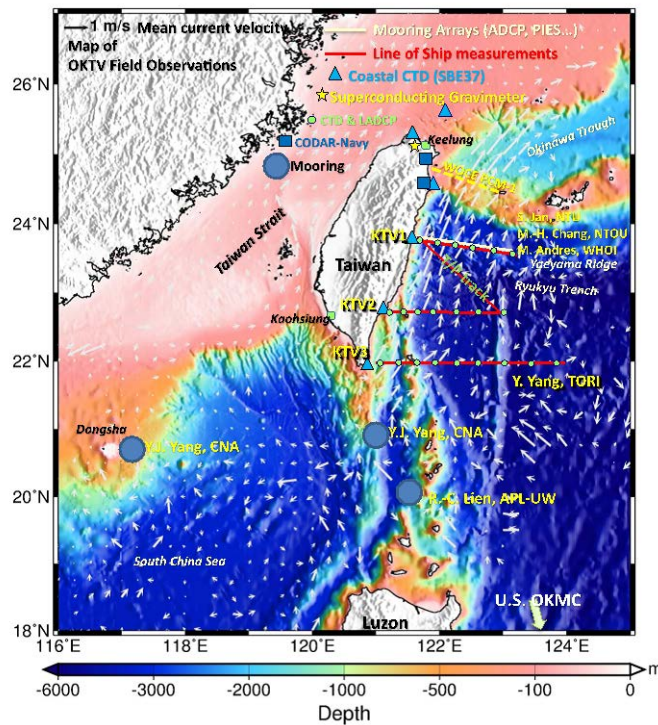 1 m/s Mean current velocity
Map of
OKTV Field Observations
Mooring Arrays (ADCP, PIES...)
Line of Ship measurements
Coastal CTD (SBE37)
Superconducting Gravimeter
CTD & LADCP
CODAR-Navy
Mooring
Keelung
Okinawa Trough
Taiwan Strait
S. Jan, NTU
KTV1
M.-H. Chang, NTOU
M. Andres, WHOI
Yaeyama Ridge
Taiwan
Ryukyu Trench
KTV2
Kaohsiung
KTV3
Y. Yang, TORI
Dongsha
Y.J. Yang, CNA
Y.J. Yang, CNA
R.-C. Lien, APL-UW
South China Sea
U.S. OKMC
Luzon
26°N
24°N
22°N
20°N
18°N
116°E 118°E 120°E 122°E 124°E
m
-6000 -3000 -2000 -1000 -500 -100 0
Depth